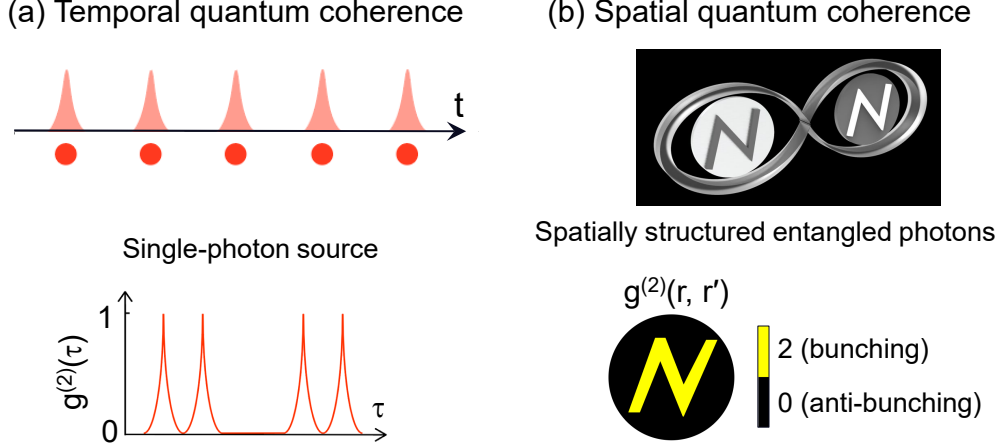 (a) Temporal quantum coherence
t
Single-photon source
g⁽²⁾(τ)
1
0
τ
(b) Spatial quantum coherence
N N
Spatially structured entangled photons
g⁽²⁾(r, r′)
N
2 (bunching)
0 (anti-bunching)